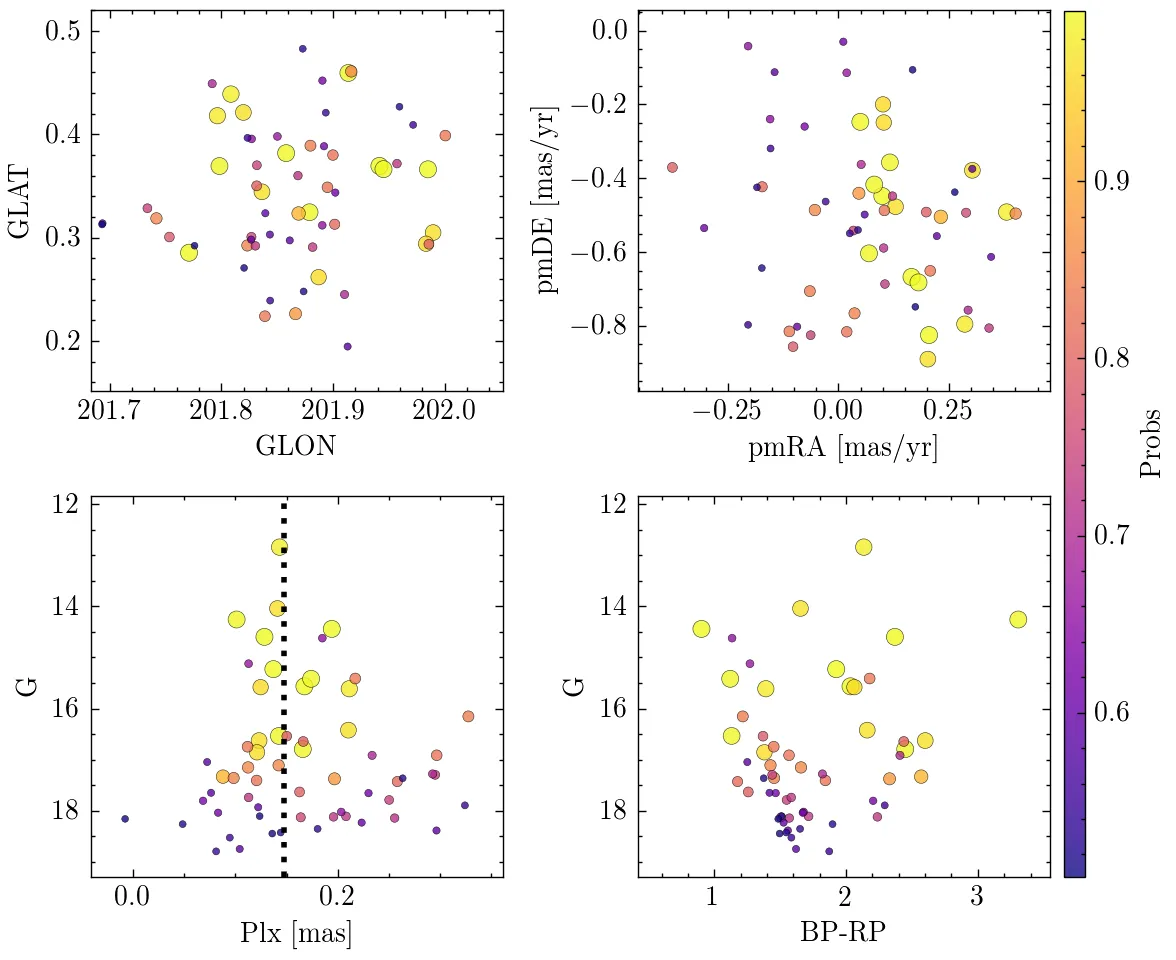 0.5
0.4
0.3
0.2
GLAT
201.7 201.8 201.9 202.0
GLON
0.0
−0.2
−0.4
−0.6
−0.8
pmDE [mas/yr]
−0.25 0.00 0.25
pmRA [mas/yr]
0.9
0.8
0.7
0.6
Probs
12
14
16
18
G
0.0 0.2
Plx [mas]
12
14
16
18
G
1 2 3
BP-RP